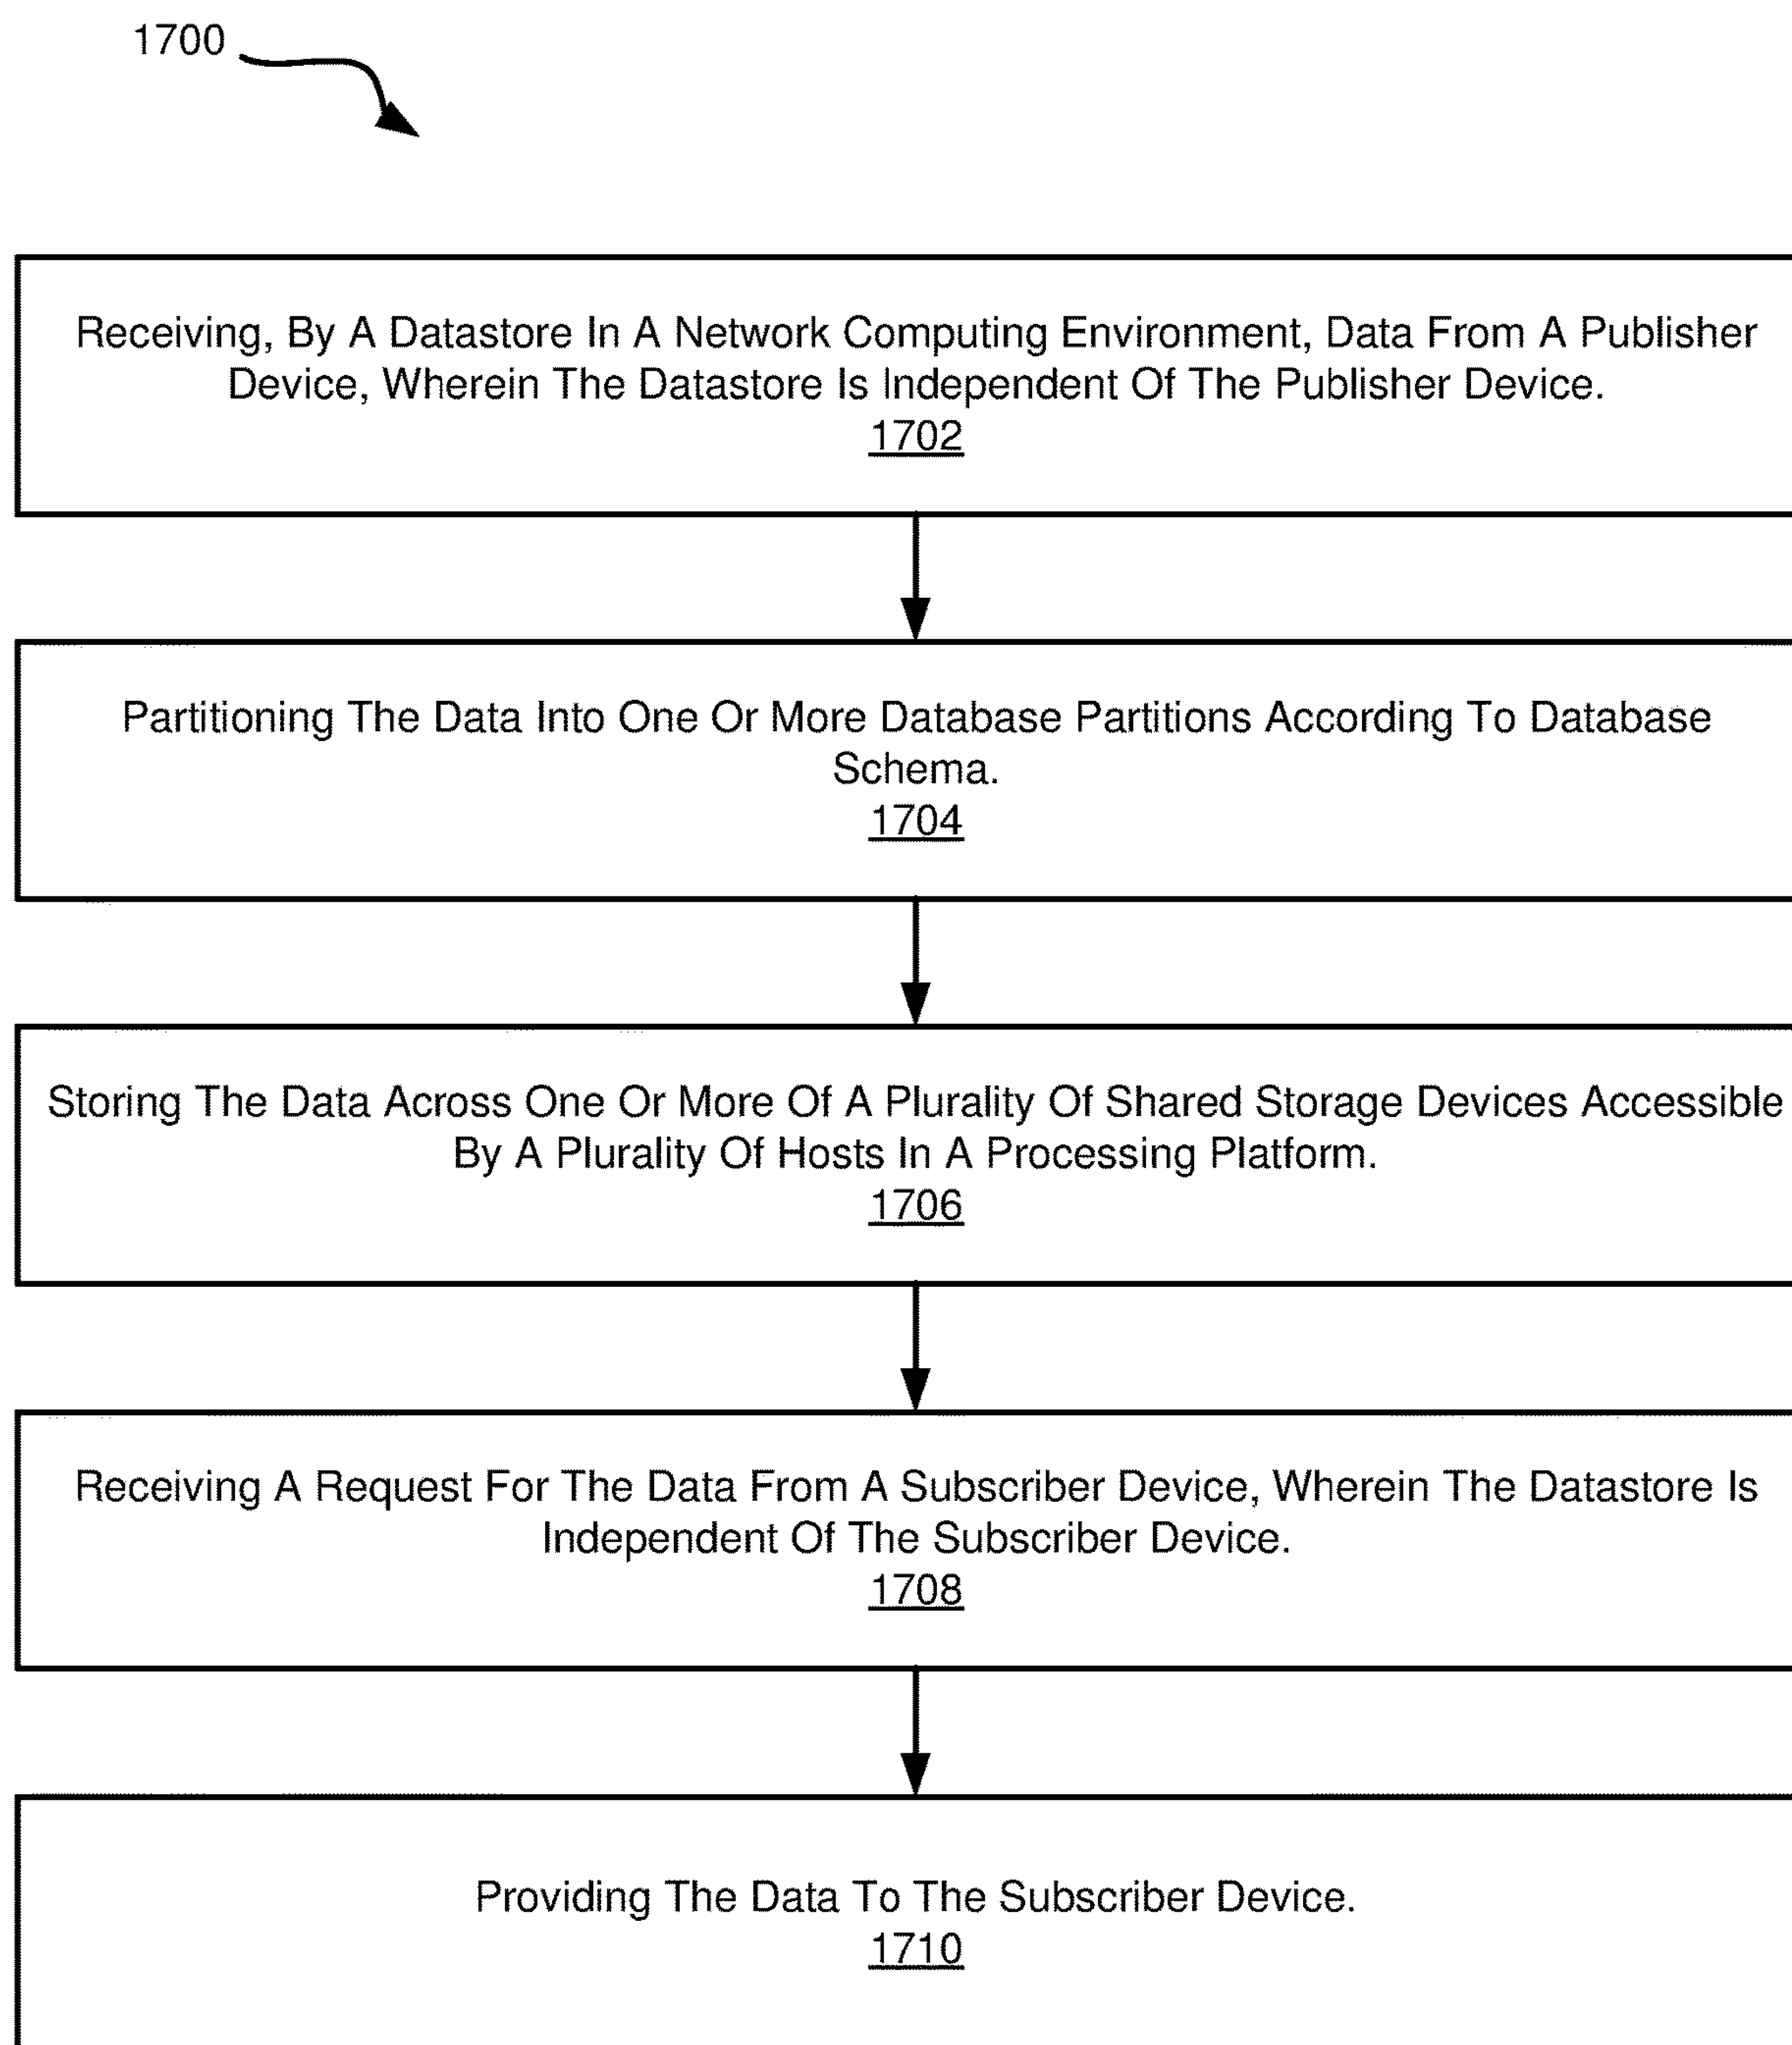 1700
Receiving, By A Datastore In A Network Computing Environment, Data From A Publisher
Device, Wherein The Datastore Is Independent Of The Publisher Device.
1702
Partitioning The Data Into One Or More Database Partitions According To Database
Schema.
1704
Storing The Data Across One Or More Of A Plurality Of Shared Storage Devices Accessible
By A Plurality Of Hosts In A Processing Platform.
1706
Receiving A Request For The Data From A Subscriber Device, Wherein The Datastore Is
Independent Of The Subscriber Device.
1708
Providing The Data To The Subscriber Device.
1710